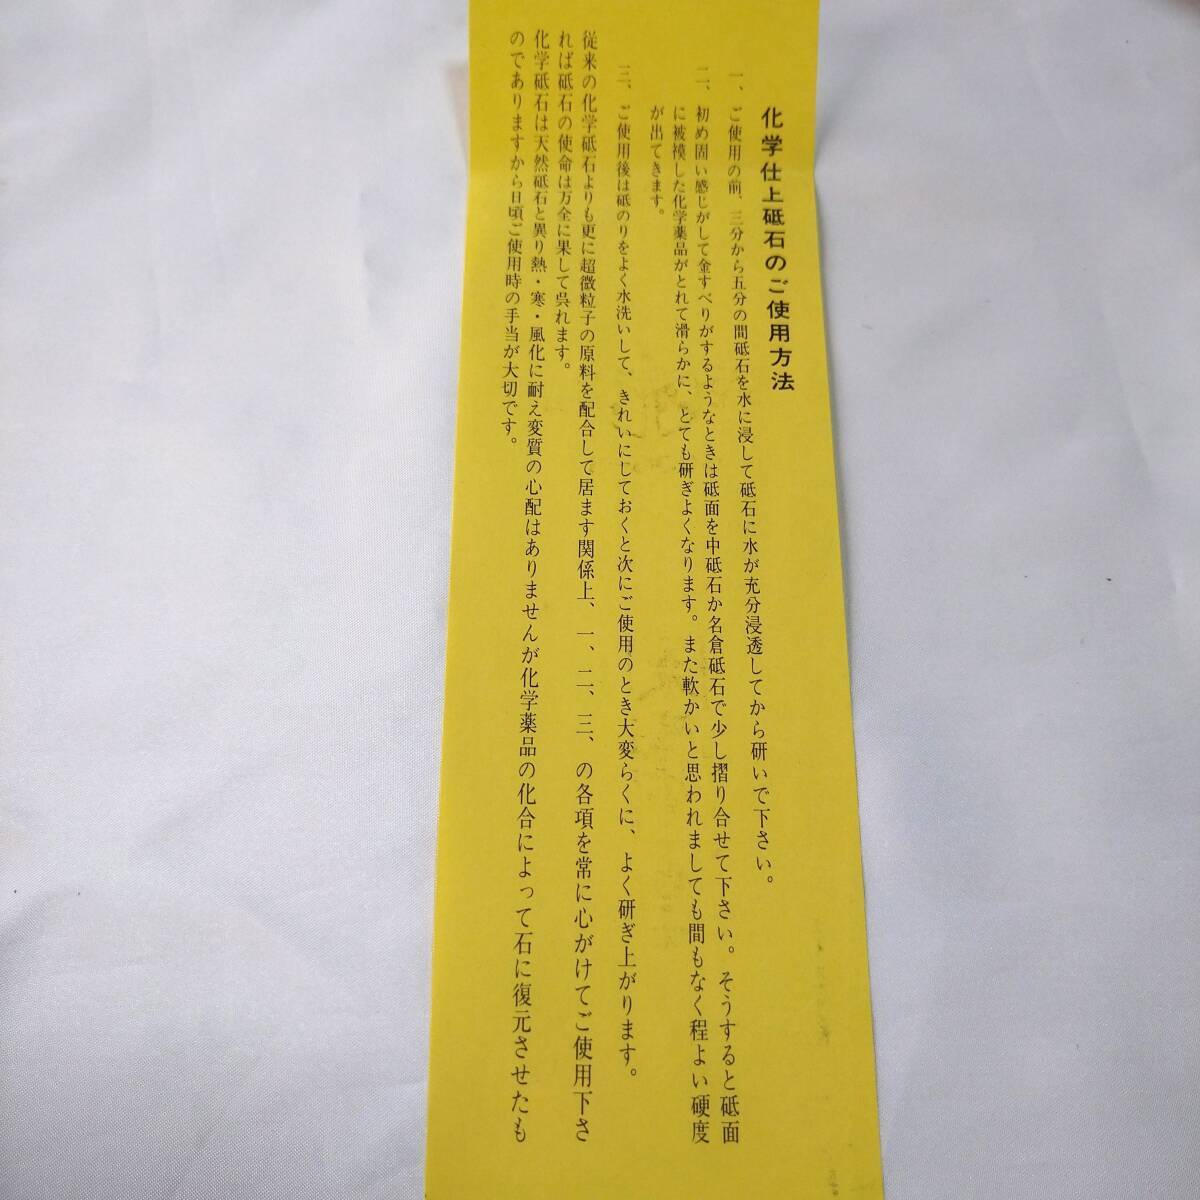 化学仕上砥石のご使用方法
一、ご使用の前、三分から五分の間砥石を水に浸して砥石に水が充分浸透してから研いで下さい。
二、初め固い感じがして金すべりがするようなときは砥面を中砥石か名倉砥石で少し摺り合せて下さい。そうすると砥面
に被模した化学薬品がとれて滑らかに、とても研ぎよくなります。また軟かいと思われましても間もなく程よい硬度
が出てきます。
三、ご使用後は砥のりをよく水洗いして、きれいにしておくと次にご使用のとき大変らくに、よく研ぎ上がります。
従来の化学砥石よりも更に超微粒子の原料を配合して居ます関係上、一、二、三、の各項を常に心がけてご使用下さ
れば砥石の使命は万全に果して呉れます。
化学砥石は天然砥石と異り熱・寒・風化に耐え変質の心配はありませんが化学薬品の化合によって石に復元させたも
のでありますから日頃ご使用時の手当が大切です。